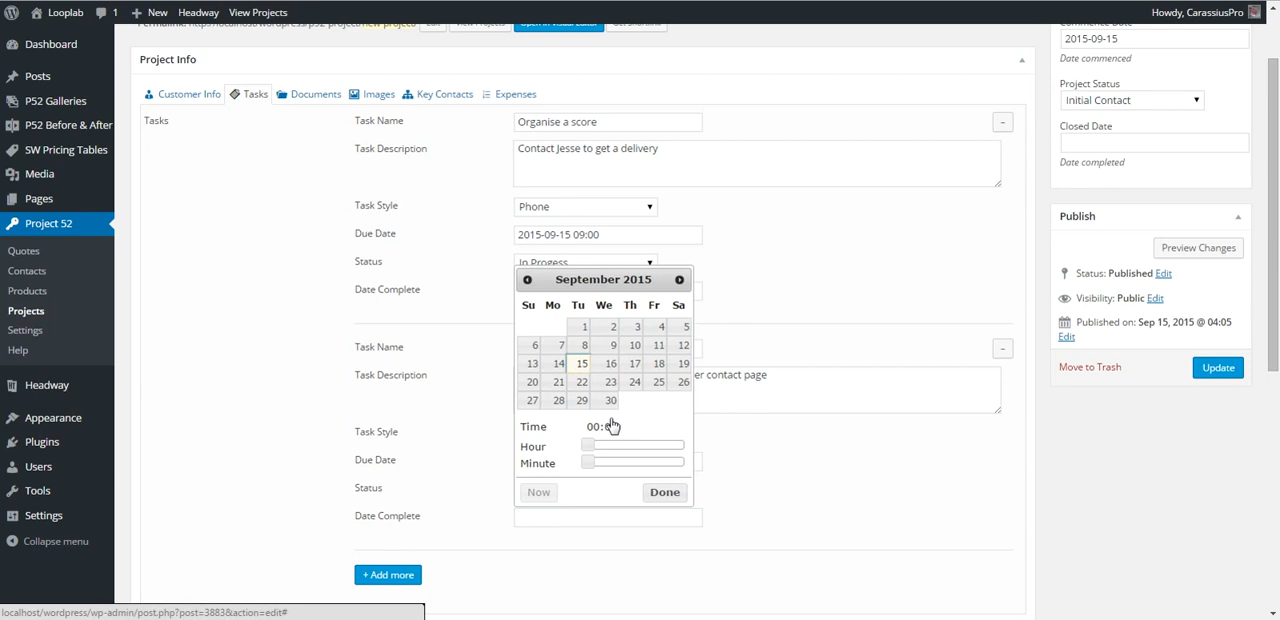 Looplab 1 New Headway View Projects Howdy, CarassiusPro
Commence Date
2015-09-15
Date commenced
Project Status
Initial Contact
Closed Date
Date completed
Publish
Preview Changes
Status: Published Edit
Visibility: Public Edit
Published on: Sep 15, 2015 @ 04:05
Edit
Move to Trash Update
Dashboard
Posts
P52 Galleries
P52 Before & After
SW Pricing Tables
Media
Pages
Project 52
Quotes
Contacts
Products
Projects
Settings
Help
Headway
Appearance
Plugins
Users
Tools
Settings
Collapse menu
Project Info
Customer Info Tasks Documents Images Key Contacts Expenses
Tasks
Task Name Organise a score -
Task Description Contact Jesse to get a delivery
Task Style Phone
Due Date 2015-09-15 09:00
Status In Progess
Date Complete
September 2015
Su Mo Tu We Th Fr Sa
1 2 3 4 5
6 7 8 9 10 11 12
13 14 15 16 17 18 19
20 21 22 23 24 25 26
27 28 29 30
Time
Hour
Minute
Now Done
Task Name -
Task Description er contact page
Task Style
Due Date
Status
Date Complete
+ Add more
localhost/wordpress/wp-admin/post.php?post=3883&action=edit#